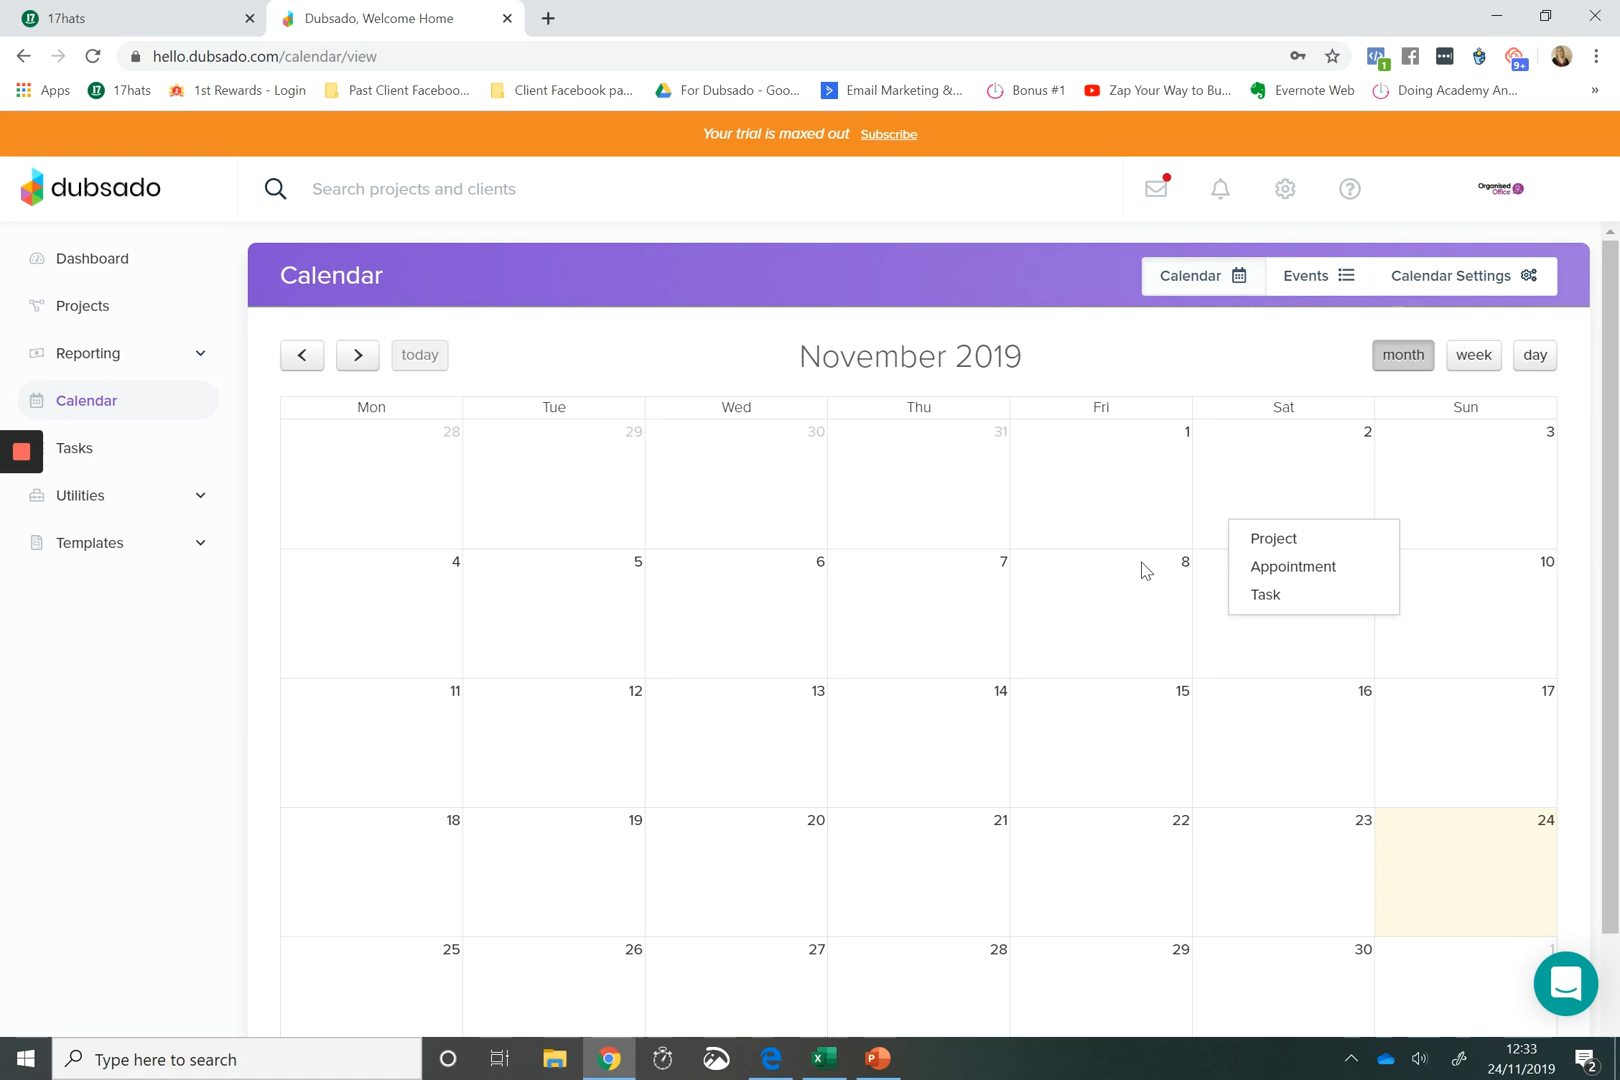 17hats
Dubsado, Welcome Home
hello.dubsado.com/calendar/view
1
9+
Apps
17hats
1st Rewards - Login
Past Client Faceboo...
Client Facebook pa...
For Dubsado - Goo...
Email Marketing &...
Bonus #1
Zap Your Way to Bu...
Evernote Web
Doing Academy An...
»
Your trial is maxed out Subscribe
dubsado
Search projects and clients
Organised
Office
Dashboard
Projects
Reporting
Calendar
Tasks
Utilities
Templates
Calendar
Calendar
Events
Calendar Settings
today
November 2019
month
week
day
Mon Tue Wed Thu Fri Sat Sun
28 29 30 31 1 2 3
Project
Appointment
Task
4 5 6 7 8 10
11 12 13 14 15 16 17
18 19 20 21 22 23 24
25 26 27 28 29 30 1
Type here to search
12:33
24/11/2019
2